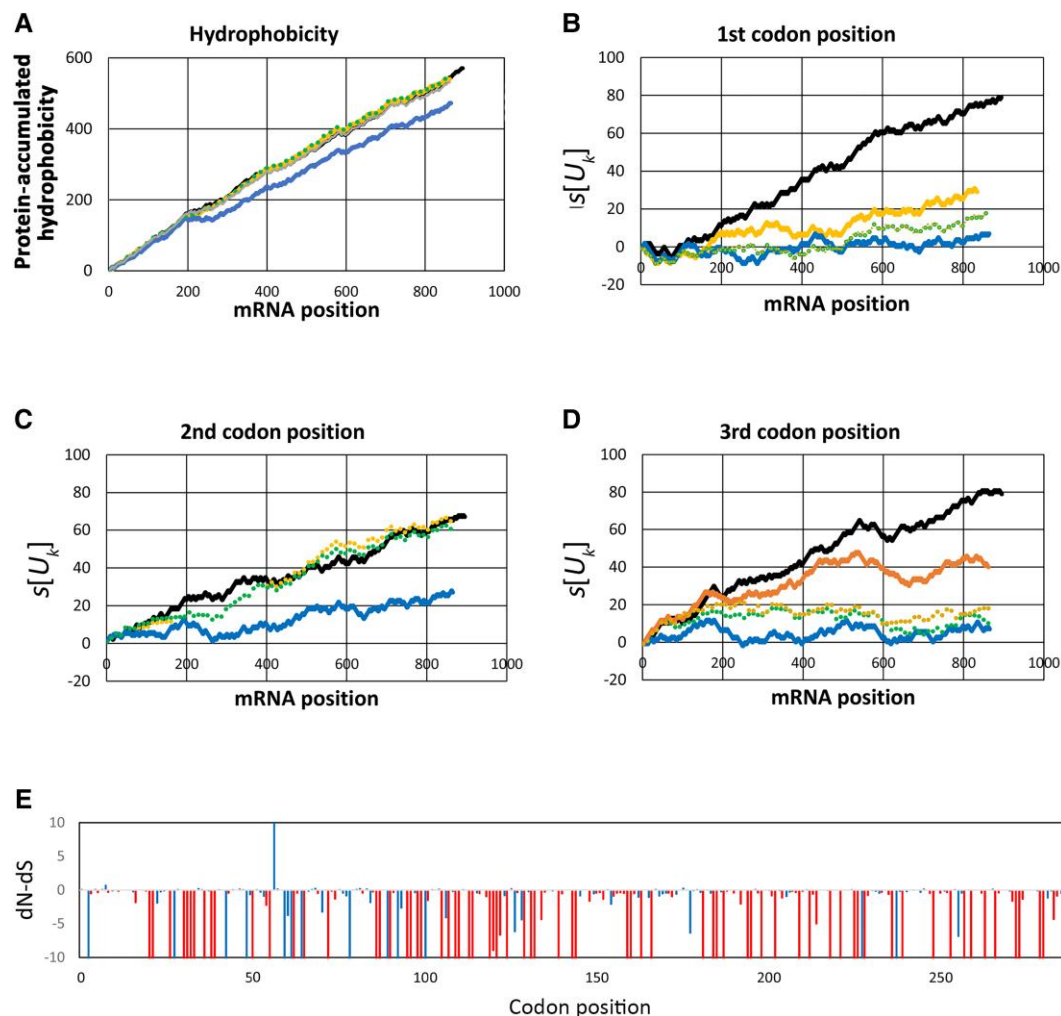 A
Hydrophobicity
Protein-accumulated
hydrophobicity
600
400
200
0
0 200 400 600 800 1000
mRNA position
B
1st codon position
s[U_k]
100
80
60
40
20
0
-20
0 200 400 600 800 1000
mRNA position
C
2nd codon position
s[U_k]
100
80
60
40
20
0
-20
0 200 400 600 800 1000
mRNA position
D
3rd codon position
s[U_k]
100
80
60
40
20
0
-20
0 200 400 600 800 1000
mRNA position
E
dN-dS
10
5
0
-5
-10
0 50 100 150 200 250
Codon position